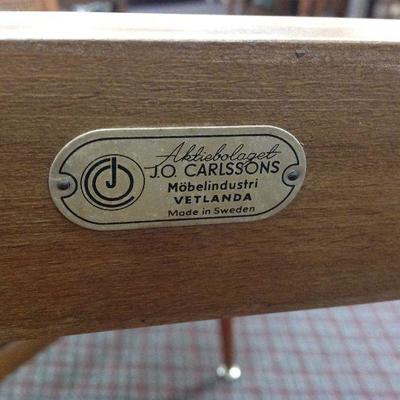 Aktiebolaget
J.O. CARLSSONS
Möbelindustri
VETLANDA
Made in Sweden